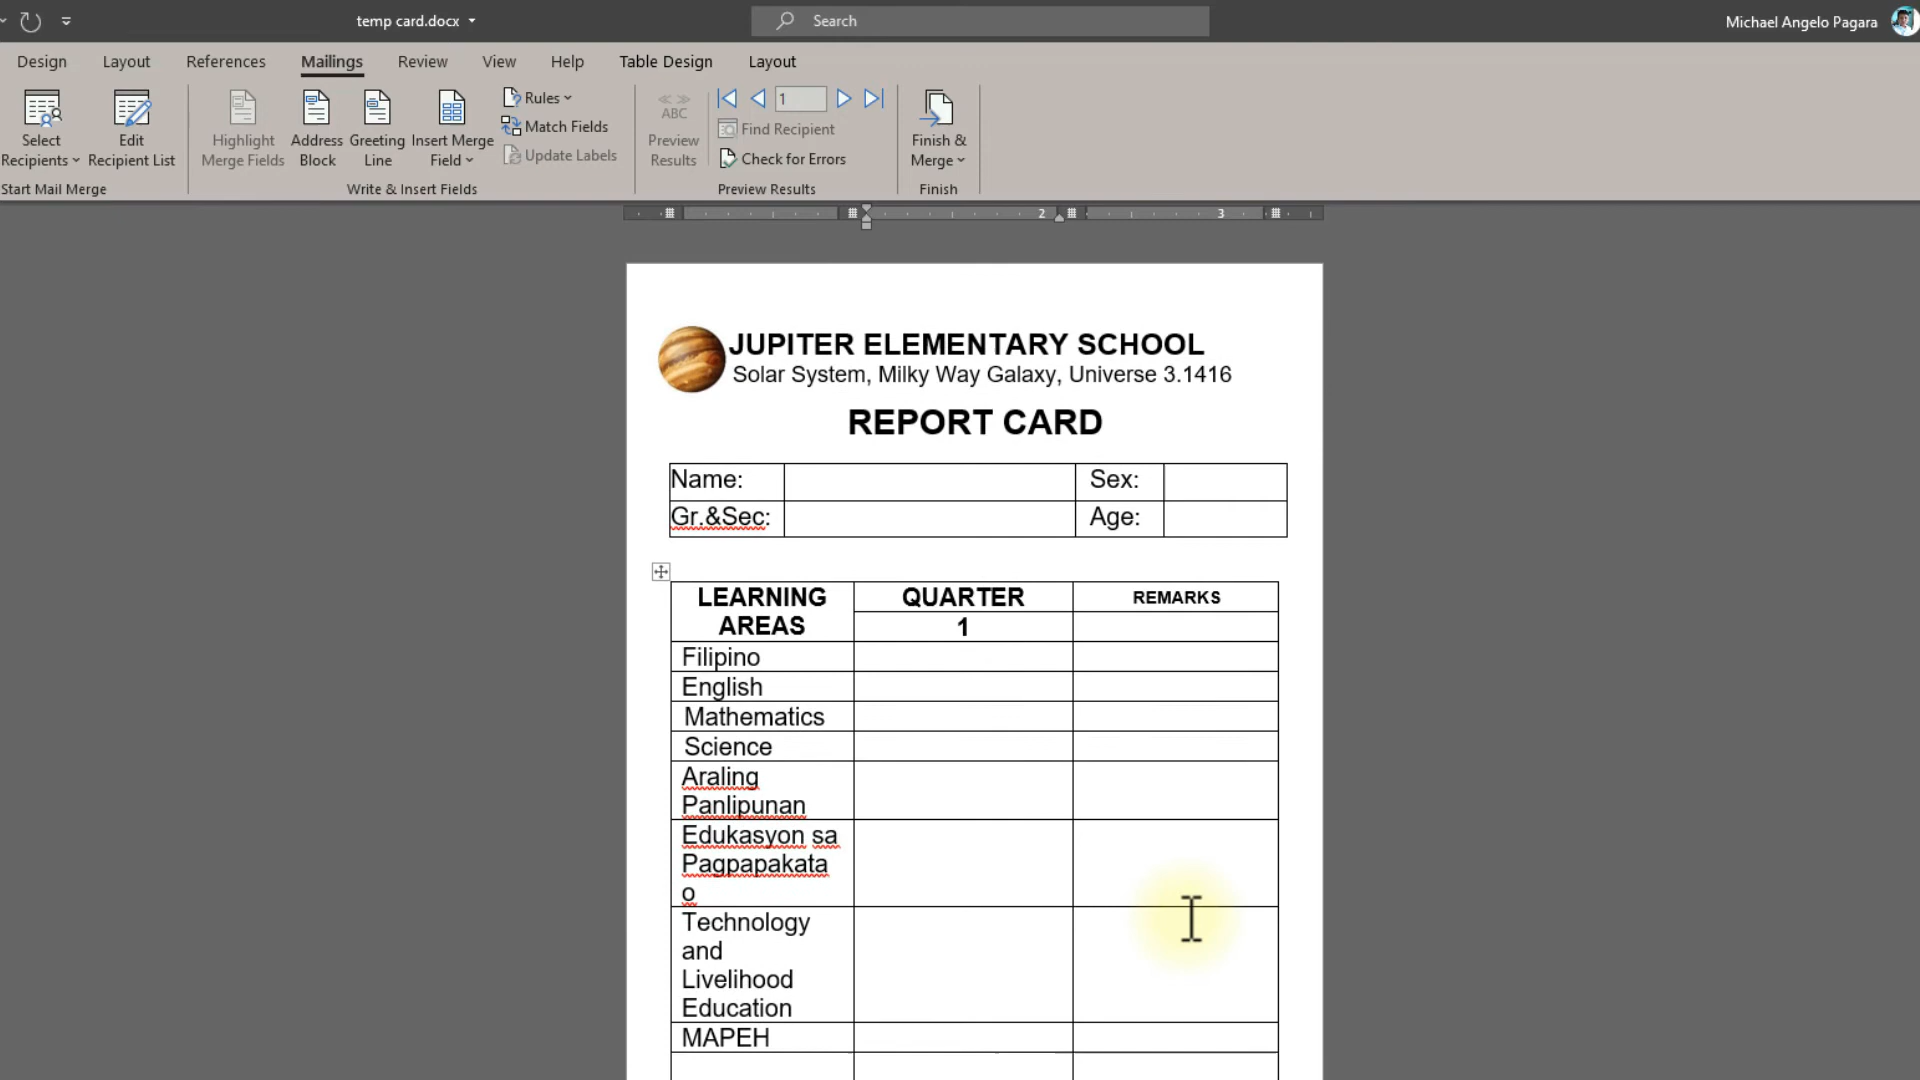 temp card.docx
Search
Michael Angelo Pagara
Design Layout References Mailings Review View Help Table Design Layout
Select Recipients
Edit Recipient List
Start Mail Merge
Highlight Merge Fields
Address Block
Greeting Line
Insert Merge Field
Rules
Match Fields
Update Labels
Write & Insert Fields
ABC
Preview Results
1
Find Recipient
Check for Errors
Preview Results
Finish & Merge
Finish
2 3
JUPITER ELEMENTARY SCHOOL
Solar System, Milky Way Galaxy, Universe 3.1416
REPORT CARD
Name: Sex:
Gr.&Sec: Age:
LEARNING AREAS QUARTER REMARKS
1
Filipino
English
Mathematics
Science
Araling
Panlipunan
Edukasyon sa
Pagpapakata
o
Technology
and
Livelihood
Education
MAPEH